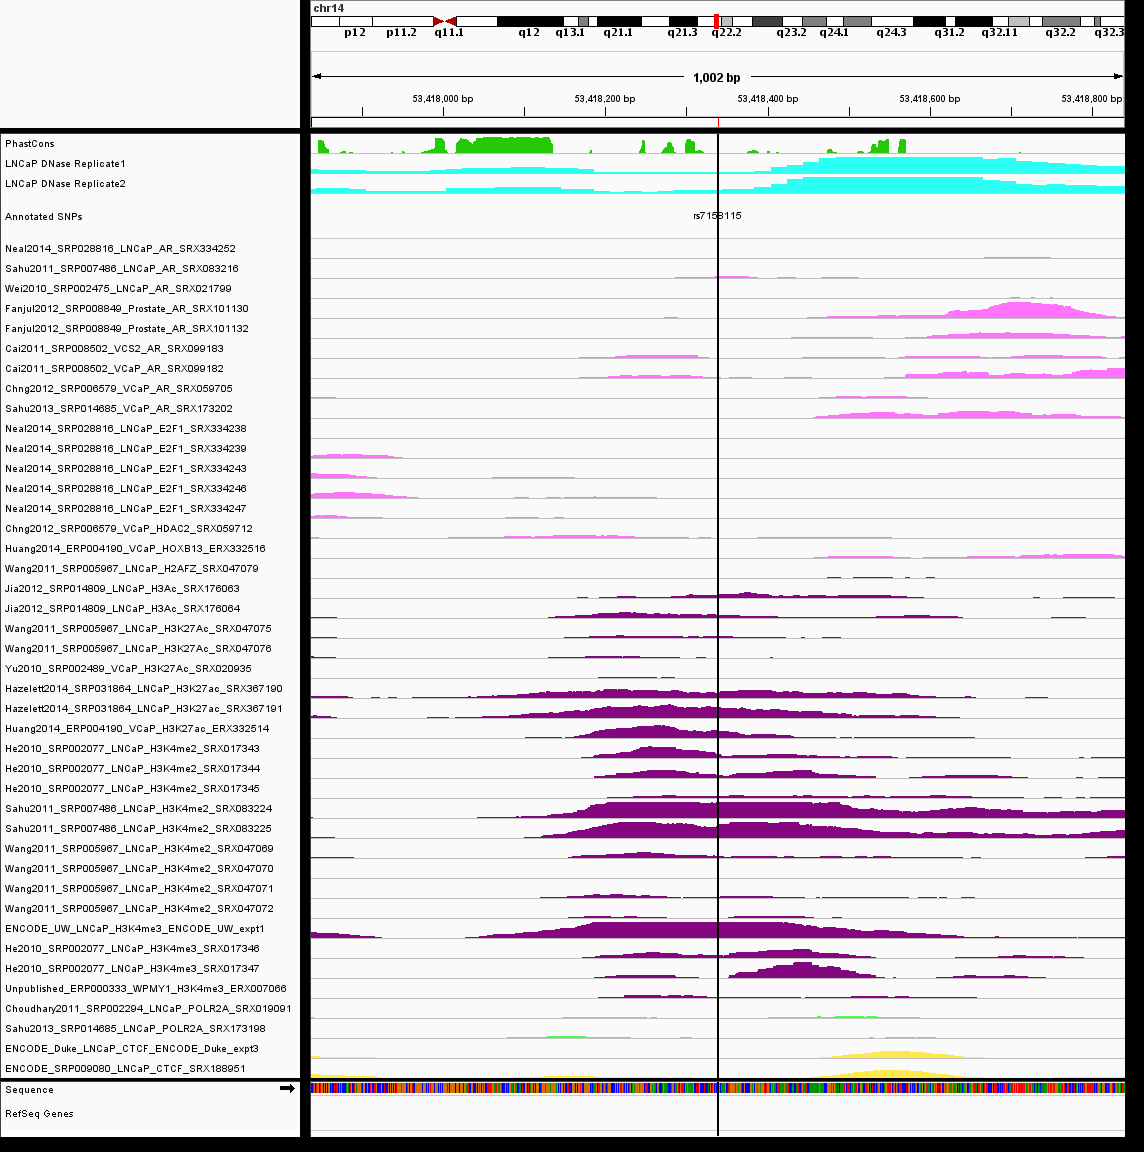 chr14
p12 p11.2 q11.1 q12 q13.1 q21.1 q21.3 q22.2 q23.2 q24.1 q24.3 q31.2 q32.11 q32.2 q32.3
1,002 bp
53,418,000 bp 53,418,200 bp 53,418,400 bp 53,418,600 bp 53,418,800 bp
PhastCons
LNCaP DNase Replicate1
LNCaP DNase Replicate2
Annotated SNPs rs7153115
Neal2014_SRP028816_LNCaP_AR_SRX334252
Sahu2011_SRP007486_LNCaP_AR_SRX083216
Wei2010_SRP002475_LNCaP_AR_SRX021799
Fanjul2012_SRP008849_Prostate_AR_SRX101130
Fanjul2012_SRP008849_Prostate_AR_SRX101132
Cai2011_SRP008502_VCS2_AR_SRX099183
Cai2011_SRP008502_VCaP_AR_SRX099182
Chng2012_SRP006579_VCaP_AR_SRX059705
Sahu2013_SRP014685_VCaP_AR_SRX173202
Neal2014_SRP028816_LNCaP_E2F1_SRX334238
Neal2014_SRP028816_LNCaP_E2F1_SRX334239
Neal2014_SRP028816_LNCaP_E2F1_SRX334243
Neal2014_SRP028816_LNCaP_E2F1_SRX334246
Neal2014_SRP028816_LNCaP_E2F1_SRX334247
Chng2012_SRP006579_VCaP_HDAC2_SRX059712
Huang2014_ERP004190_VCaP_HOXB13_ERX332516
Wang2011_SRP005967_LNCaP_H2AFZ_SRX047079
Jia2012_SRP014809_LNCaP_H3Ac_SRX176063
Jia2012_SRP014809_LNCaP_H3Ac_SRX176064
Wang2011_SRP005967_LNCaP_H3K27Ac_SRX047075
Wang2011_SRP005967_LNCaP_H3K27Ac_SRX047076
Yu2010_SRP002489_VCaP_H3K27Ac_SRX020935
Hazelett2014_SRP031864_LNCaP_H3K27ac_SRX367190
Hazelett2014_SRP031864_LNCaP_H3K27ac_SRX367191
Huang2014_ERP004190_VCaP_H3K27ac_ERX332514
He2010_SRP002077_LNCaP_H3K4me2_SRX017343
He2010_SRP002077_LNCaP_H3K4me2_SRX017344
He2010_SRP002077_LNCaP_H3K4me2_SRX017345
Sahu2011_SRP007486_LNCaP_H3K4me2_SRX083224
Sahu2011_SRP007486_LNCaP_H3K4me2_SRX083225
Wang2011_SRP005967_LNCaP_H3K4me2_SRX047069
Wang2011_SRP005967_LNCaP_H3K4me2_SRX047070
Wang2011_SRP005967_LNCaP_H3K4me2_SRX047071
Wang2011_SRP005967_LNCaP_H3K4me2_SRX047072
ENCODE_UW_LNCaP_H3K4me3_ENCODE_UW_expt1
He2010_SRP002077_LNCaP_H3K4me3_SRX017346
He2010_SRP002077_LNCaP_H3K4me3_SRX017347
Unpublished_ERP000333_WPMY1_H3K4me3_ERX007066
Choudhary2011_SRP002294_LNCaP_POLR2A_SRX019091
Sahu2013_SRP014685_LNCaP_POLR2A_SRX173198
ENCODE_Duke_LNCaP_CTCF_ENCODE_Duke_expt3
ENCODE_SRP009080_LNCaP_CTCF_SRX188951
Sequence
RefSeq Genes